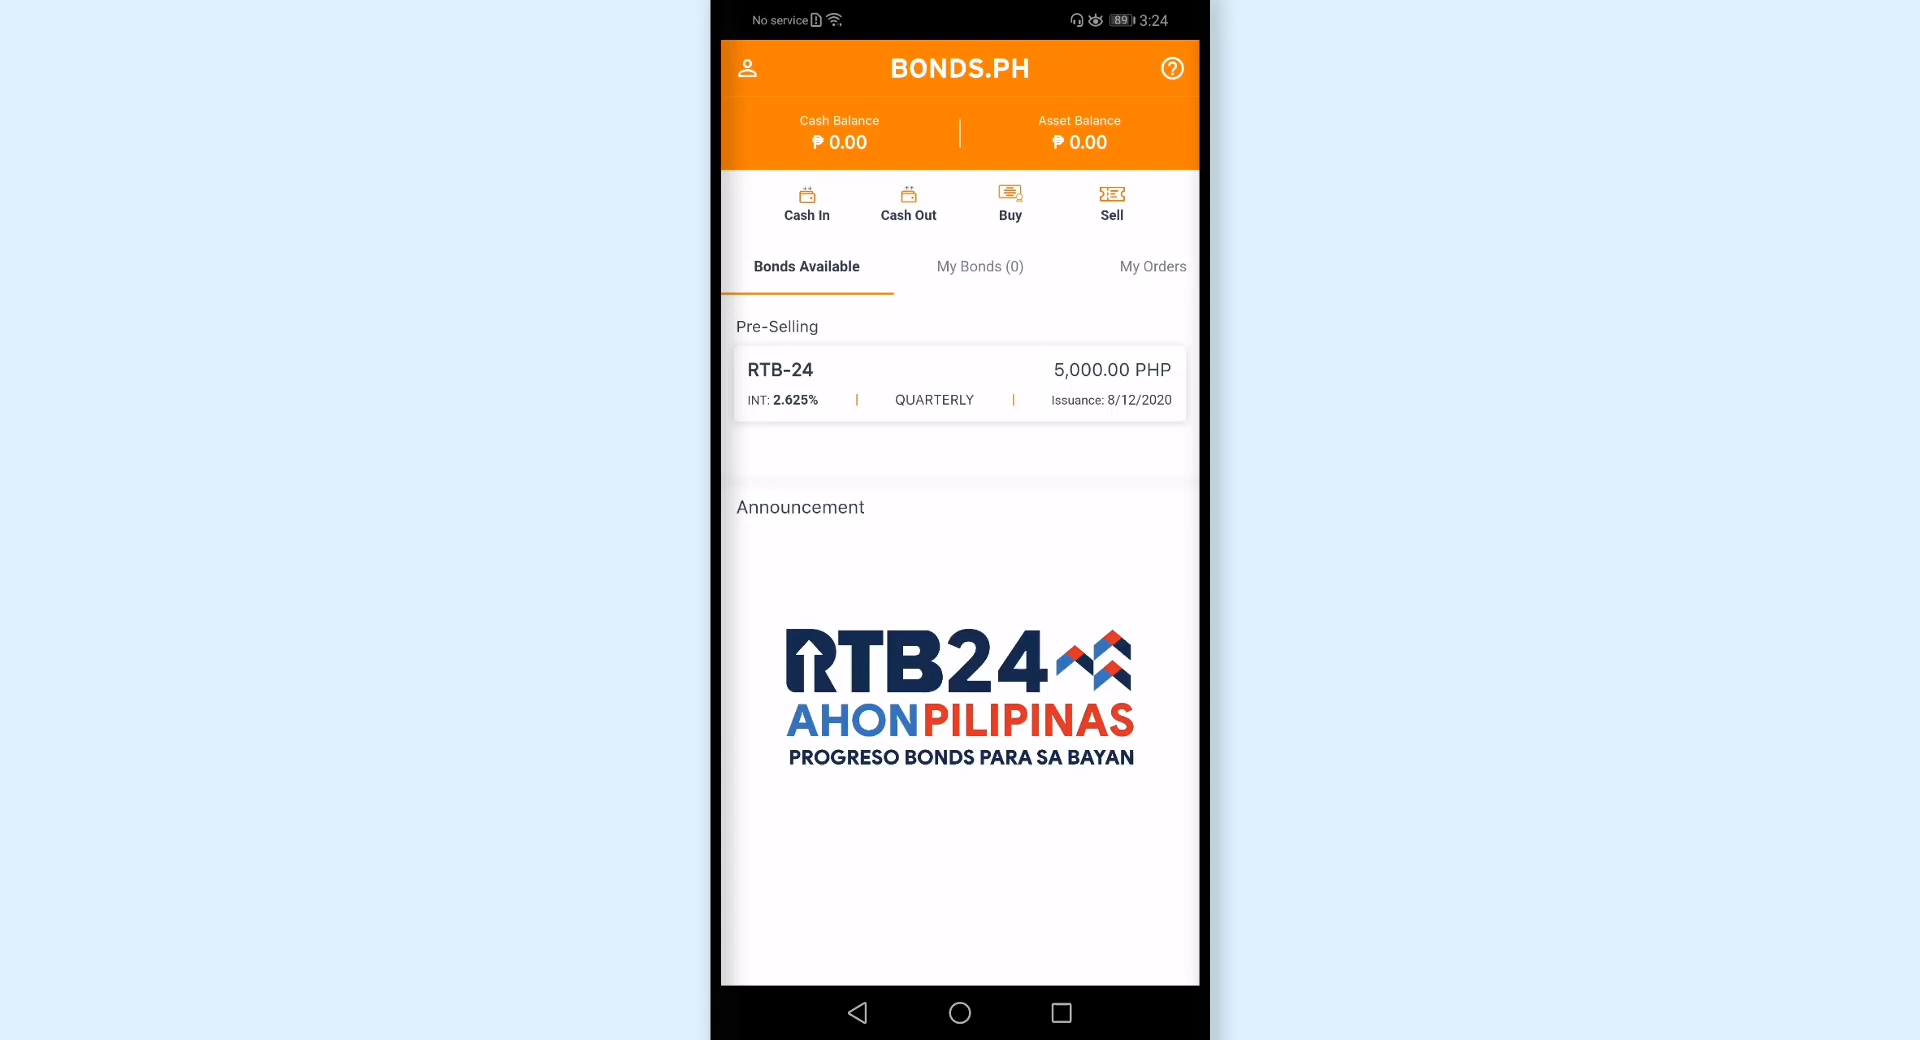 No service 89 3:24
BONDS.PH
Cash Balance Asset Balance
₱ 0.00 ₱ 0.00
Cash In Cash Out Buy Sell
Bonds Available My Bonds (0) My Orders
Pre-Selling
RTB-24 5,000.00 PHP
INT: 2.625% | QUARTERLY | Issuance: 8/12/2020
Announcement
RTB24
AHONPILIPINAS
PROGRESO BONDS PARA SA BAYAN